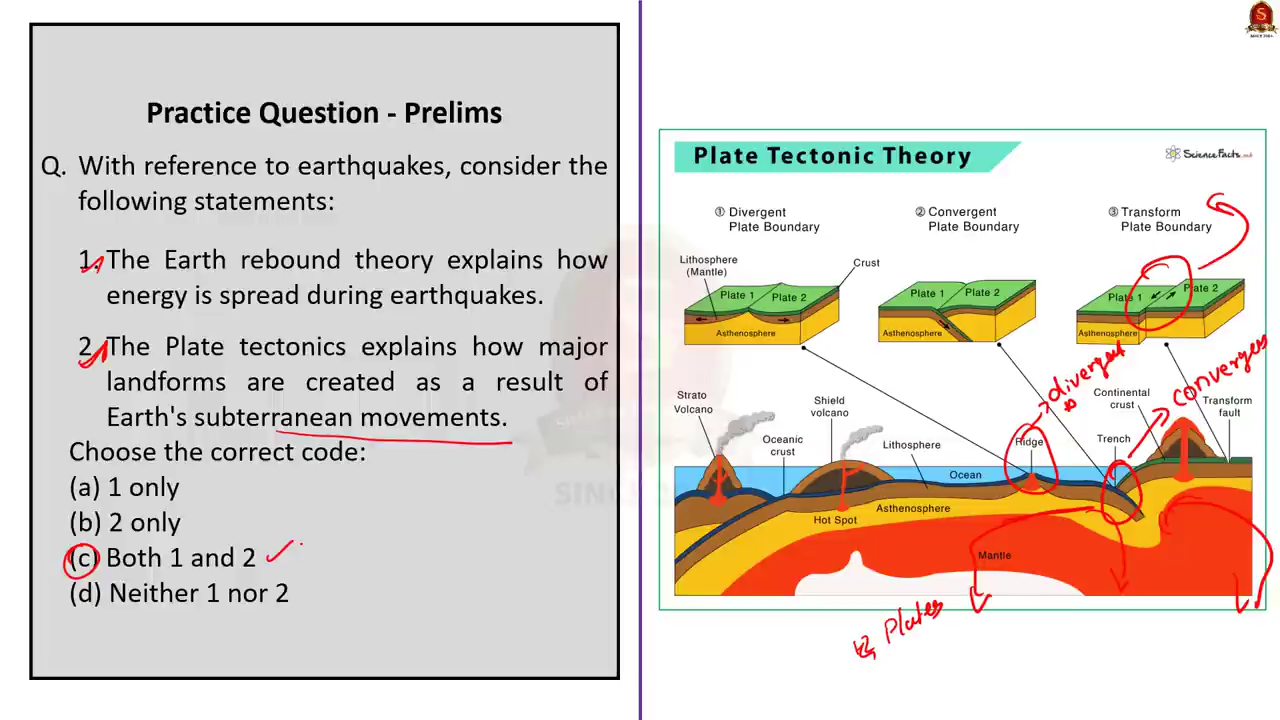 Practice Question - Prelims
Q. With reference to earthquakes, consider the
following statements:
1. The Earth rebound theory explains how
energy is spread during earthquakes.
2. The Plate tectonics explains how major
landforms are created as a result of
Earth's subterranean movements.
Choose the correct code:
(a) 1 only
(b) 2 only
(c) Both 1 and 2
(d) Neither 1 nor 2
S
Plate Tectonic Theory
ScienceFacts.net
① Divergent
Plate Boundary
② Convergent
Plate Boundary
③ Transform
Plate Boundary
Lithosphere
(Mantle)
Crust
Plate 1
Plate 2
Asthenosphere
Plate 1
Plate 2
Asthenosphere
Plate 1
Plate 2
Asthenosphere
divergent
converges
Strato
Volcano
Shield
volcano
Oceanic
crust
Lithosphere
Ocean
Ridge
Trench
Continental
crust
Transform
fault
Hot Spot
Asthenosphere
Mantle
Plates